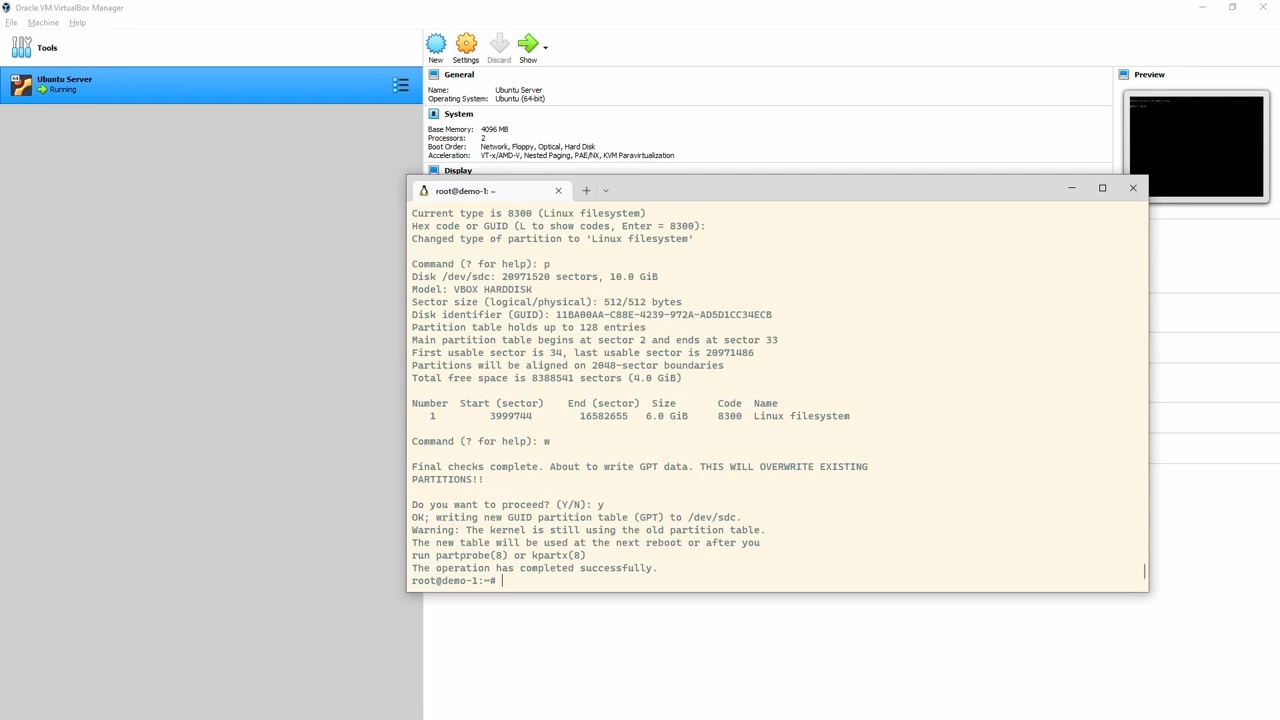 Oracle VM VirtualBox Manager
File Machine Help
Tools
Ubuntu Server
Running
New Settings Discard Show
General
Name: Ubuntu Server
Operating System: Ubuntu (64-bit)
System
Base Memory: 4096 MB
Processors: 2
Boot Order: Network, Floppy, Optical, Hard Disk
Acceleration: VT-x/AMD-V, Nested Paging, PAE/NX, KVM Paravirtualization
Display
Preview
root@demo-1: ~
Current type is 8300 (Linux filesystem)
Hex code or GUID (L to show codes, Enter = 8300):
Changed type of partition to 'Linux filesystem'
Command (? for help): p
Disk /dev/sdc: 20971520 sectors, 10.0 GiB
Model: VBOX HARDDISK
Sector size (logical/physical): 512/512 bytes
Disk identifier (GUID): 11BA00AA-C88E-4239-972A-AD5D1CC34ECB
Partition table holds up to 128 entries
Main partition table begins at sector 2 and ends at sector 33
First usable sector is 34, last usable sector is 20971486
Partitions will be aligned on 2048-sector boundaries
Total free space is 8388541 sectors (4.0 GiB)
Number Start (sector) End (sector) Size Code Name
1 3999744 16582655 6.0 GiB 8300 Linux filesystem
Command (? for help): w
Final checks complete. About to write GPT data. THIS WILL OVERWRITE EXISTING
PARTITIONS!!
Do you want to proceed? (Y/N): y
OK; writing new GUID partition table (GPT) to /dev/sdc.
Warning: The kernel is still using the old partition table.
The new table will be used at the next reboot or after you
run partprobe(8) or kpartx(8)
The operation has completed successfully.
root@demo-1:~#